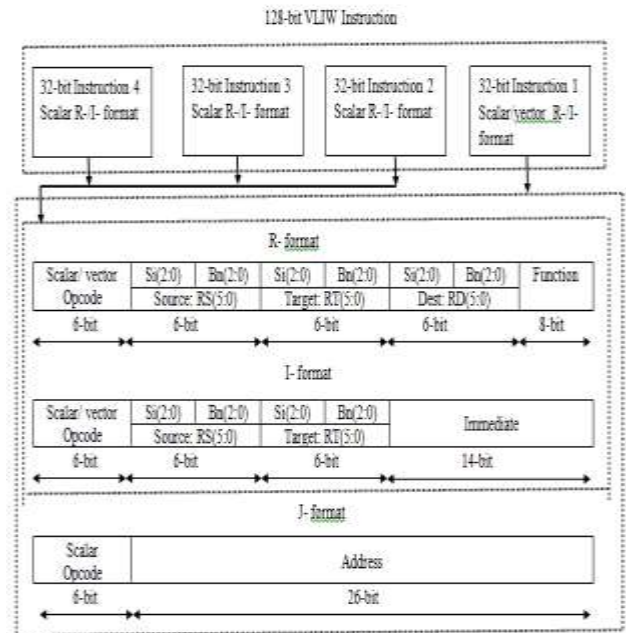 128-bit VLIW Instruction
32-bit Instruction 4
Scalar R-/I- format
32-bit Instruction 3
Scalar R-/I- format
32-bit Instruction 2
Scalar R-/I- format
32-bit Instruction 1
Scalar/vector R-/I-
format
R- format
Scalar/ vector
Opcode
Si(2:0) Bn(2:0) Si(2:0) Bn(2:0) Si(2:0) Bn(2:0) Function
Source: RS(5:0) Target: RT(5:0) Dest: RD(5:0)
6-bit 6-bit 6-bit 6-bit 8-bit
I- format
Scalar/ vector
Opcode
Si(2:0) Bn(2:0) Si(2:0) Bn(2:0) Immediate
Source: RS(5:0) Target: RT(5:0)
6-bit 6-bit 6-bit 14-bit
J- format
Scalar
Opcode
Address
6-bit 26-bit